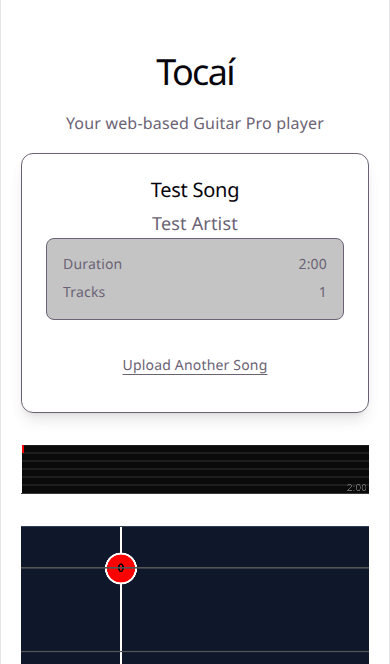 Tocaí
Your web-based Guitar Pro player
Test Song
Test Artist
Duration 2:00
Tracks 1
Upload Another Song
2:00
0